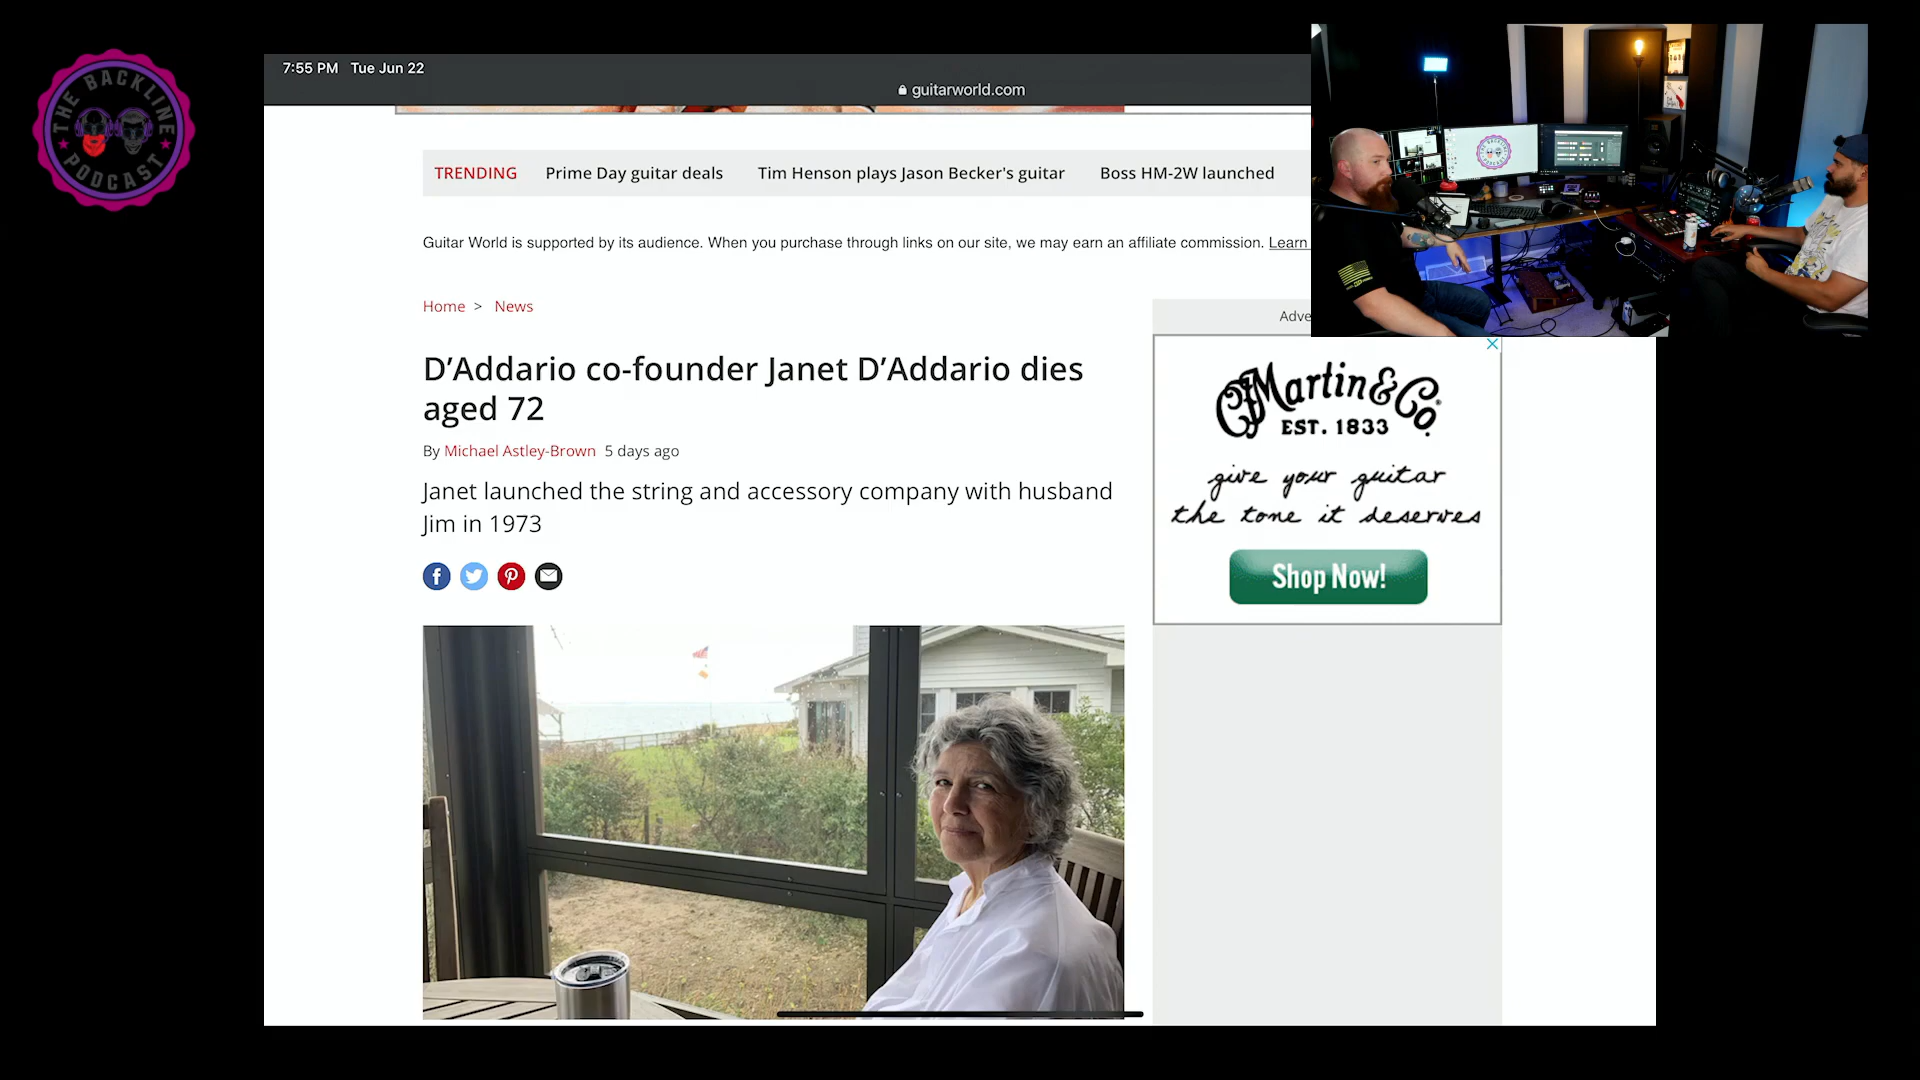 THE BACKLINE
PODCAST
7:55 PM Tue Jun 22
guitarworld.com
TRENDING Prime Day guitar deals Tim Henson plays Jason Becker's guitar Boss HM-2W launched
Guitar World is supported by its audience. When you purchase through links on our site, we may earn an affiliate commission. Learn
Home > News
Adve
D’Addario co-founder Janet D’Addario dies
aged 72
By Michael Astley-Brown 5 days ago
Janet launched the string and accessory company with husband
Jim in 1973
CF Martin & Co.
EST. 1833
give your guitar
the tone it deserves
Shop Now!